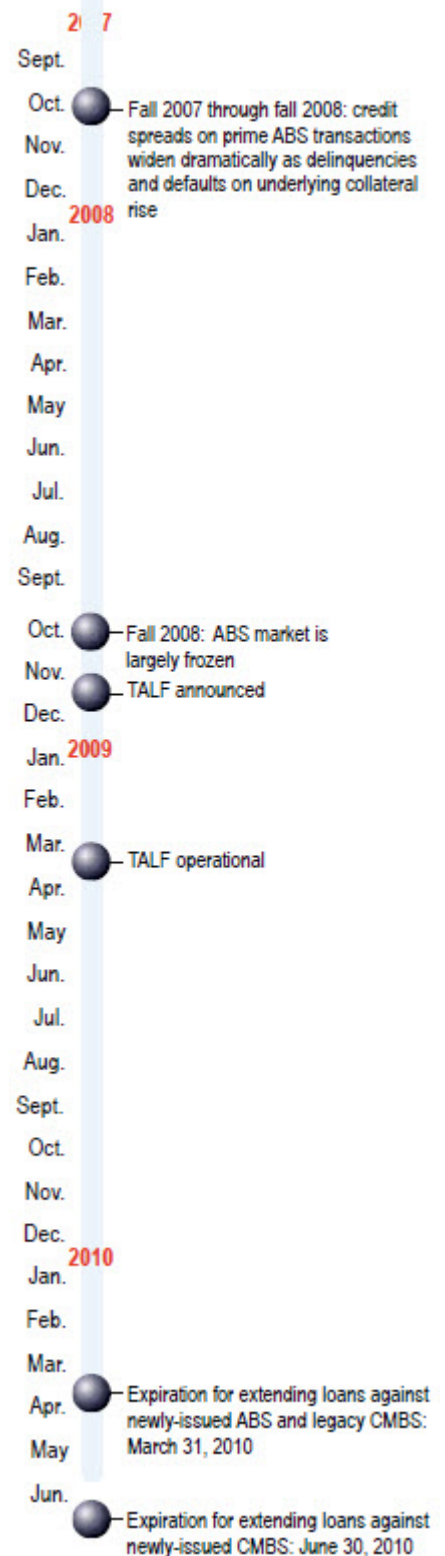 Sept.
Oct.
Fall 2007 through fall 2008: credit
spreads on prime ABS transactions
widen dramatically as delinquencies
and defaults on underlying collateral
rise
Nov.
Dec.
2008
Jan.
Feb.
Mar.
Apr.
May
Jun.
Jul.
Aug.
Sept.
Oct.
Fall 2008: ABS market is
largely frozen
Nov.
TALF announced
Dec.
2009
Jan.
Feb.
Mar.
TALF operational
Apr.
May
Jun.
Jul.
Aug.
Sept.
Oct.
Nov.
Dec.
2010
Jan.
Feb.
Mar.
Apr.
Expiration for extending loans against
newly-issued ABS and legacy CMBS:
March 31, 2010
May
Jun.
Expiration for extending loans against
newly-issued CMBS: June 30, 2010